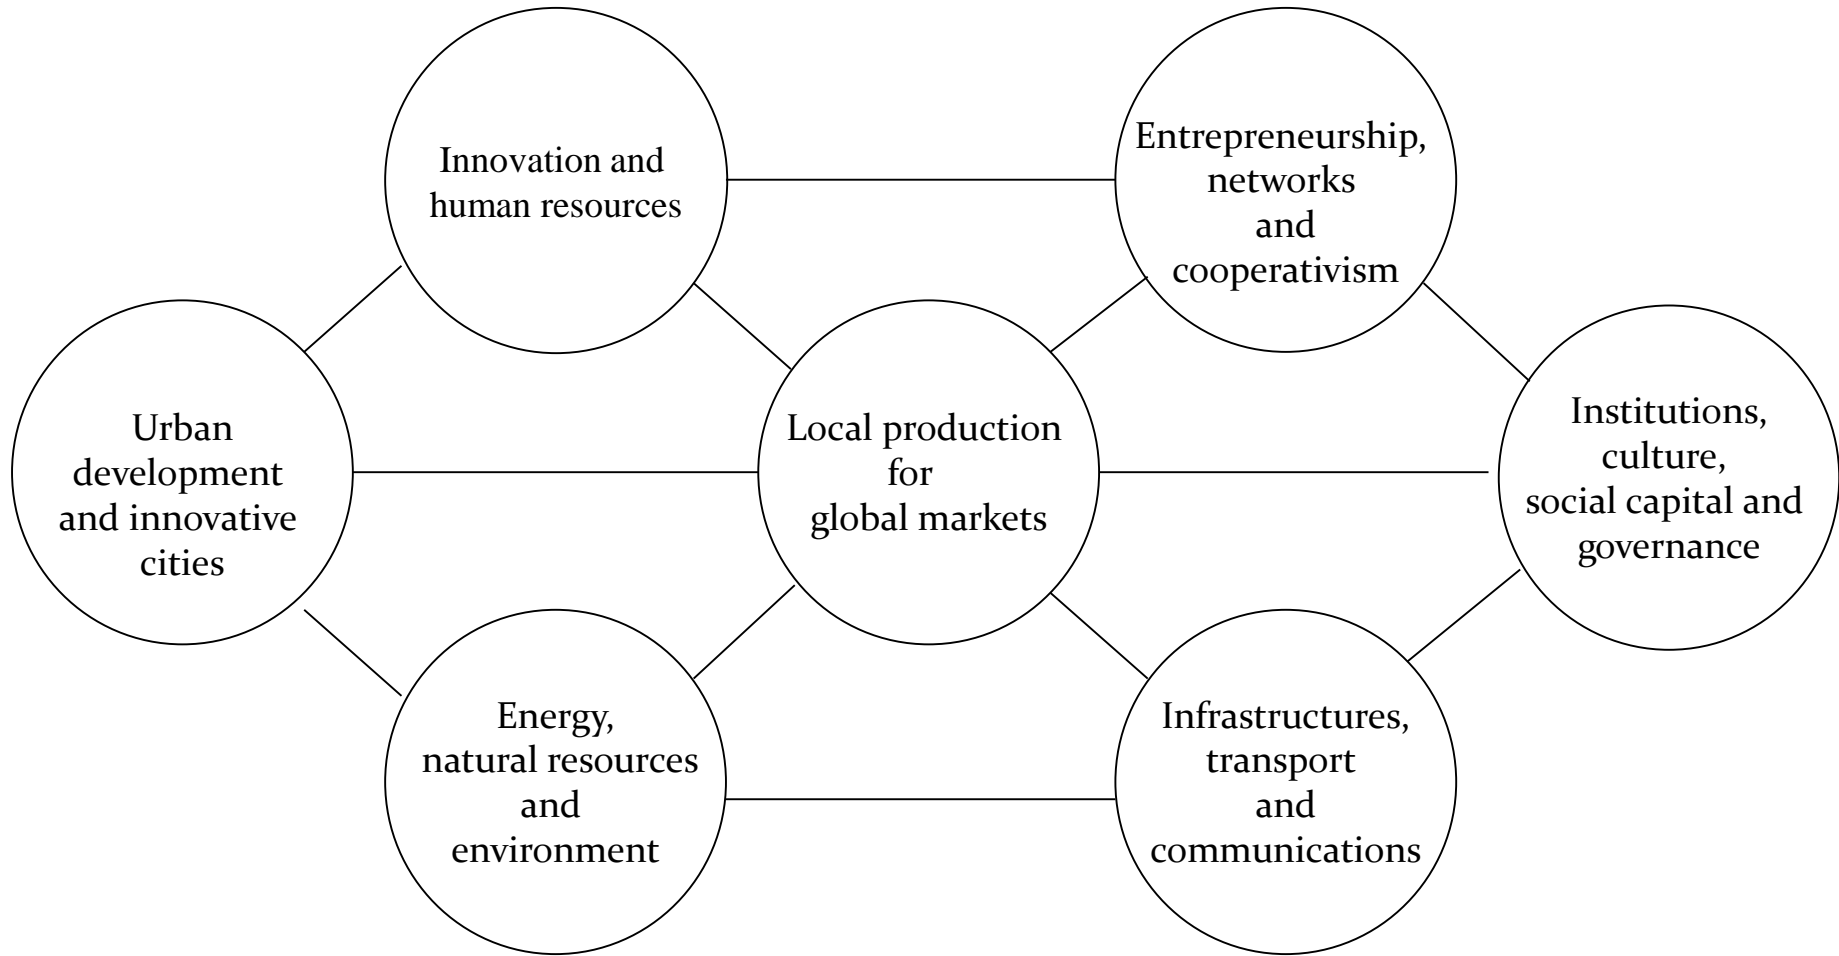 Innovation and
human resources
Entrepreneurship,
networks
and
cooperativism
Urban
development
and innovative
cities
Local production
for
global markets
Institutions,
culture,
social capital and
governance
Energy,
natural resources
and
environment
Infrastructures,
transport
and
communications